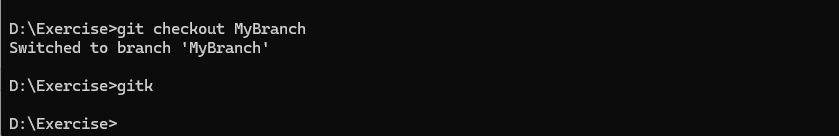 D:\Exercise>git checkout MyBranch
Switched to branch 'MyBranch'
D:\Exercise>gitk
D:\Exercise>